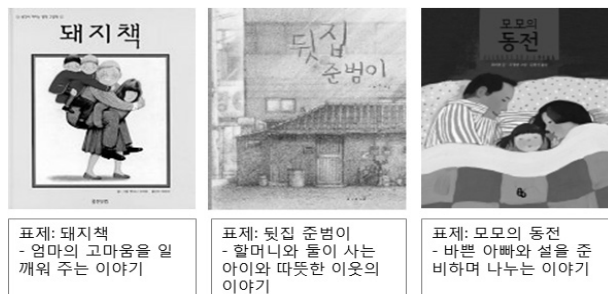 돼지책
뒷집
준범이
모모의
동전
표제: 돼지책
- 엄마의 고마움을 일
깨워 주는 이야기
표제: 뒷집 준범이
- 할머니와 둘이 사는
아이와 따뜻한 이웃의
이야기
표제: 모모의 동전
- 바쁜 아빠와 설을 준
비하며 나누는 이야기